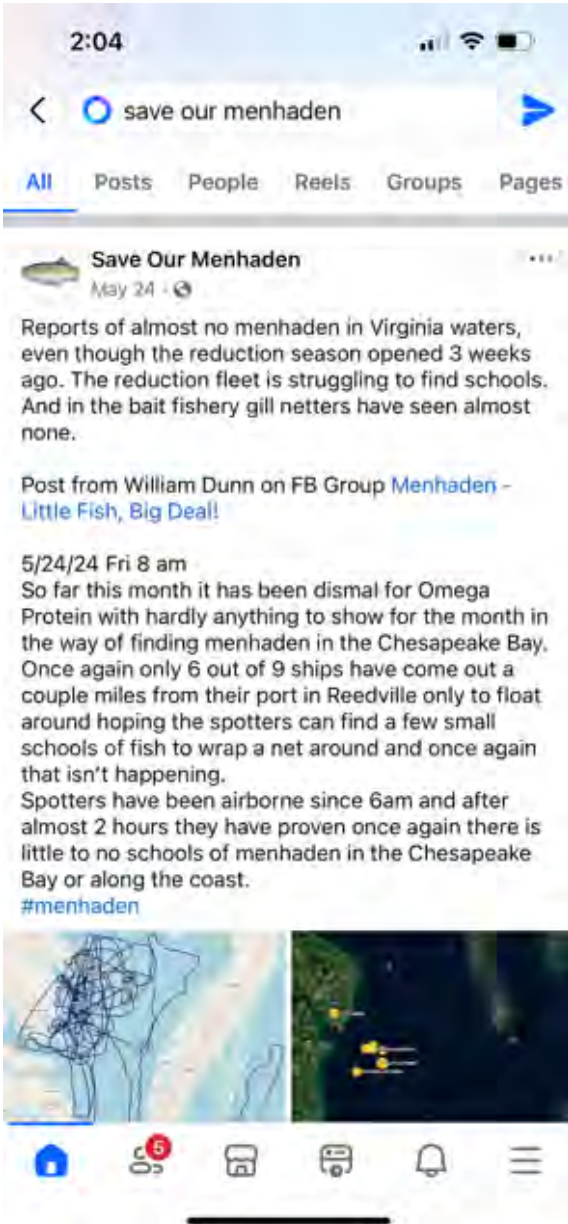 2:04
save our menhaden
All Posts People Reels Groups Pages
Save Our Menhaden
May 24 ·
Reports of almost no menhaden in Virginia waters,
even though the reduction season opened 3 weeks
ago. The reduction fleet is struggling to find schools.
And in the bait fishery gill netters have seen almost
none.
Post from William Dunn on FB Group Menhaden -
Little Fish, Big Deal!
5/24/24 Fri 8 am
So far this month it has been dismal for Omega
Protein with hardly anything to show for the month in
the way of finding menhaden in the Chesapeake Bay.
Once again only 6 out of 9 ships have come out a
couple miles from their port in Reedville only to float
around hoping the spotters can find a few small
schools of fish to wrap a net around and once again
that isn't happening.
Spotters have been airborne since 6am and after
almost 2 hours they have proven once again there is
little to no schools of menhaden in the Chesapeake
Bay or along the coast.
#menhaden
5